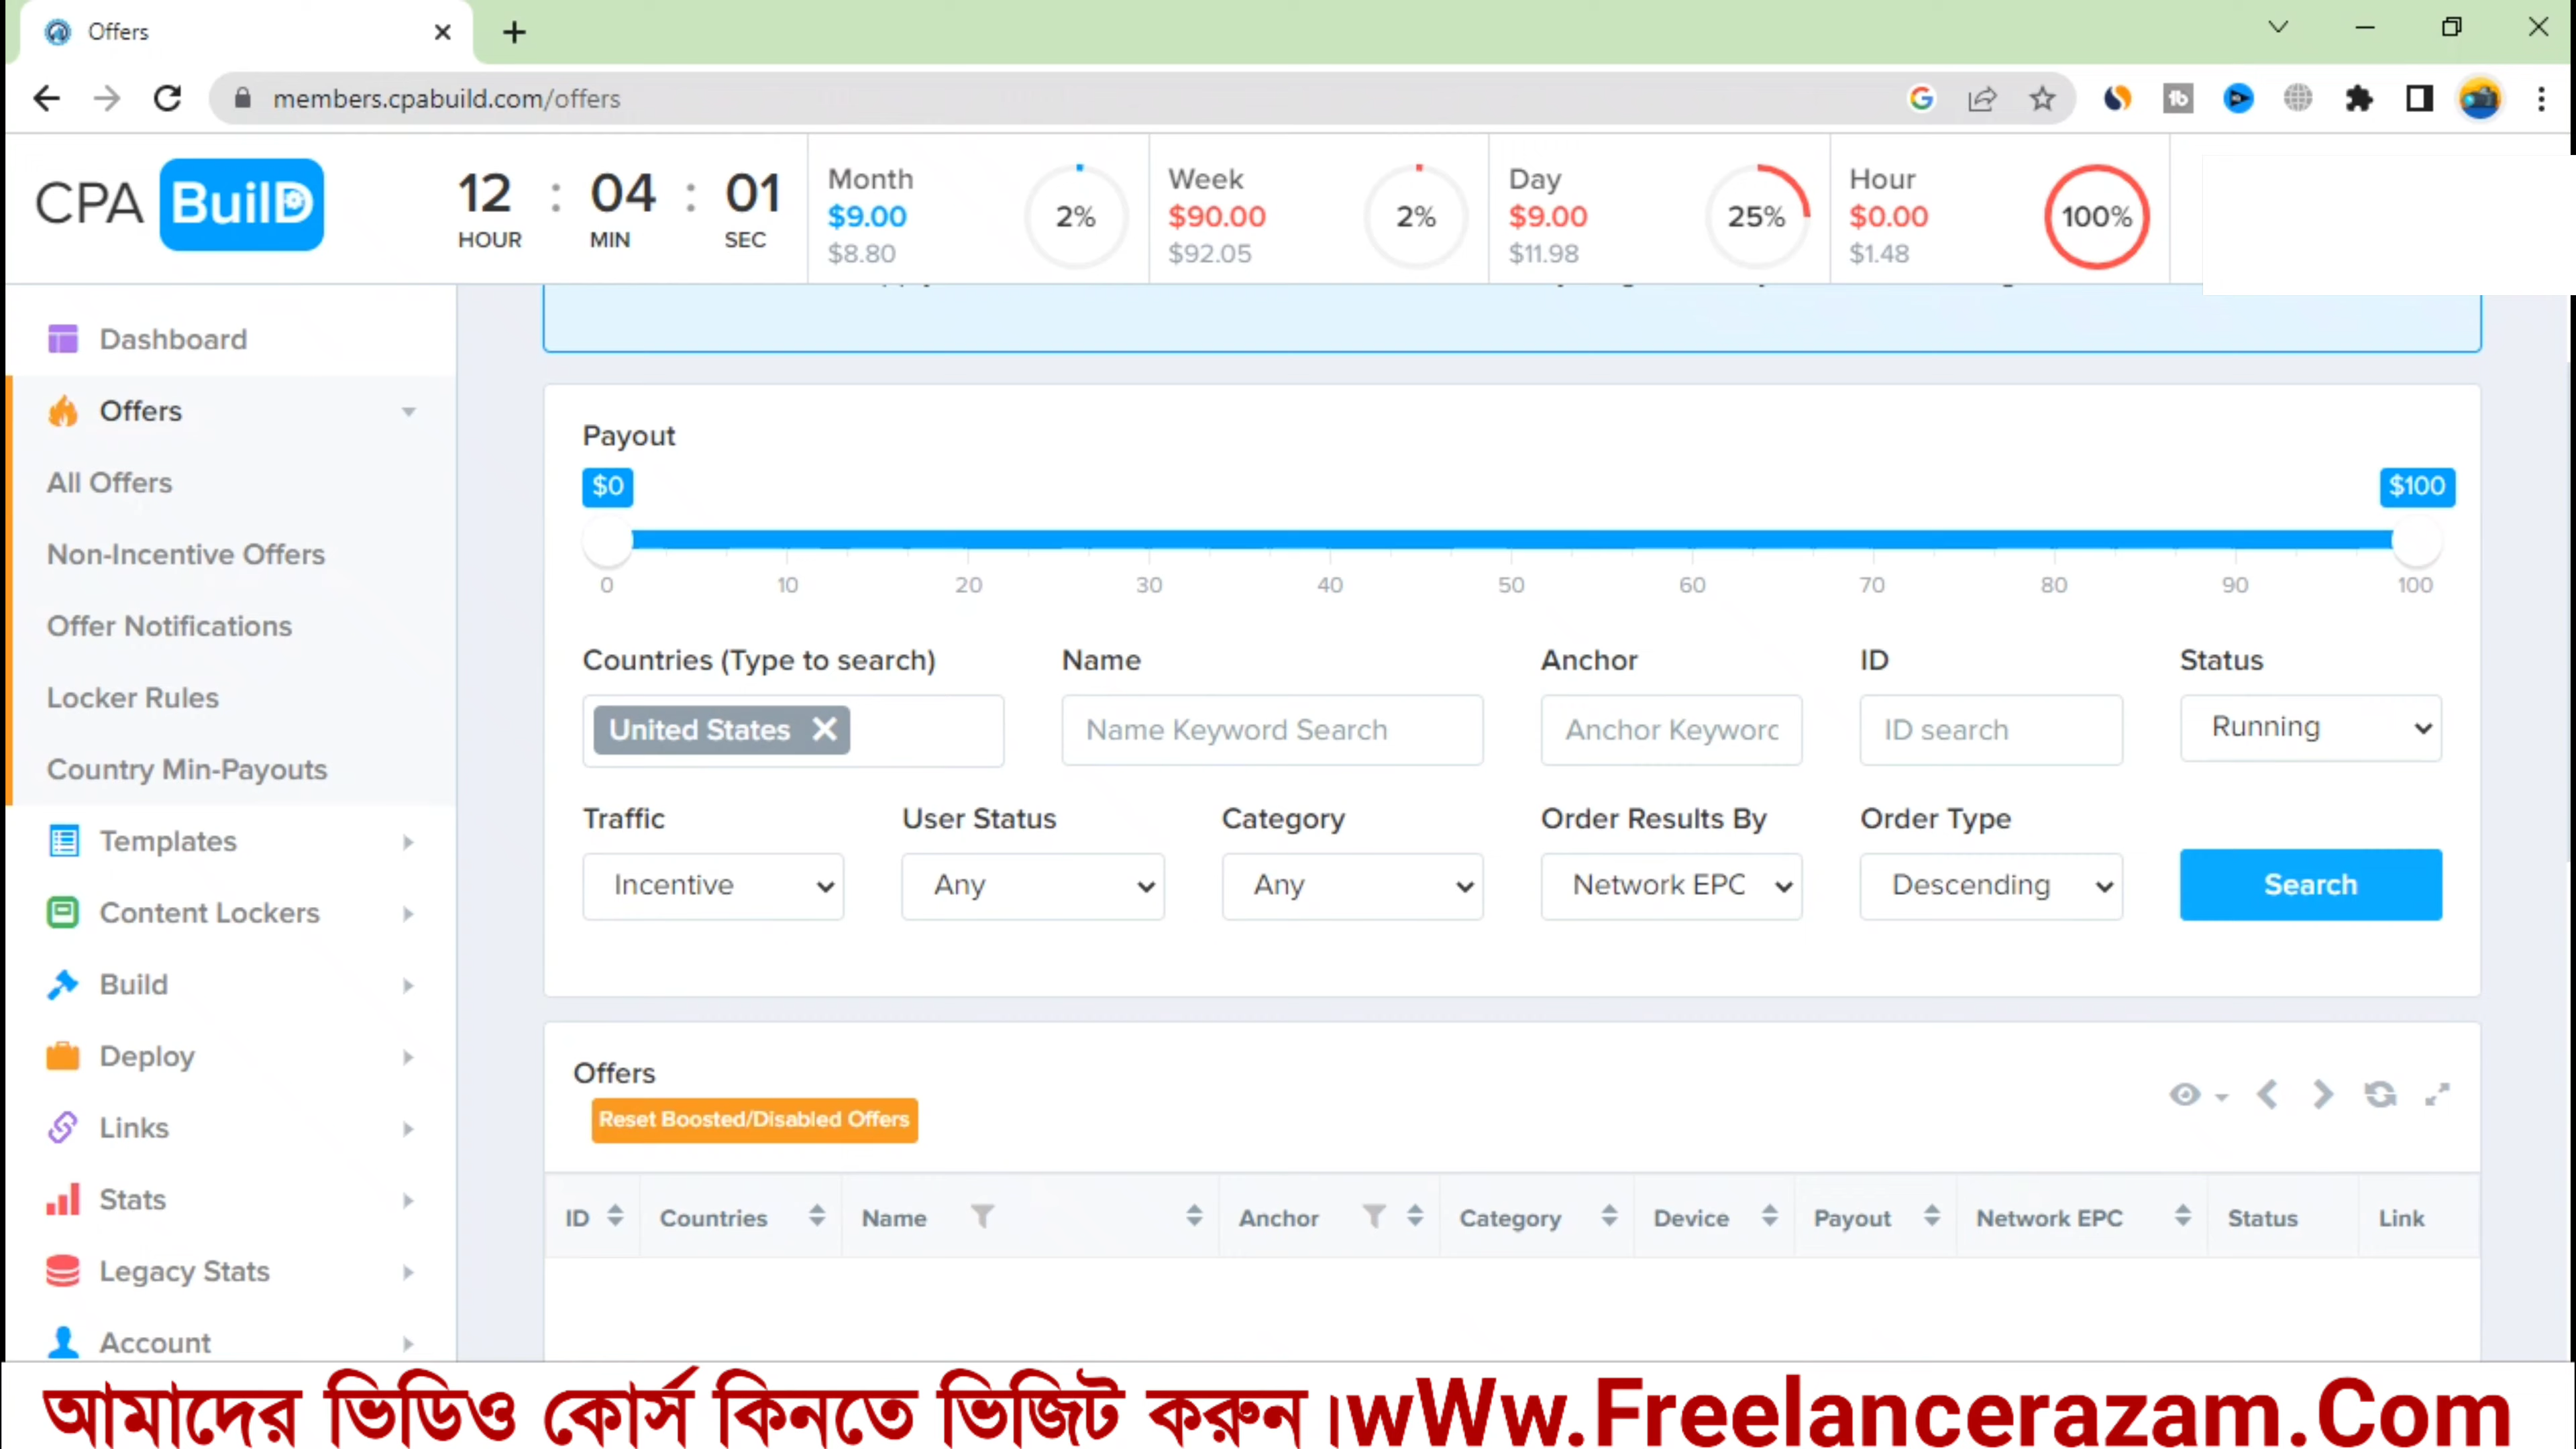 Offers
members.cpabuild.com/offers
CPA BuilD
12 : 04 : 01
HOUR MIN SEC
Month
$9.00
$8.80
2%
Week
$90.00
$92.05
2%
Day
$9.00
$11.98
25%
Hour
$0.00
$1.48
100%
Dashboard
Offers
All Offers
Non-Incentive Offers
Offer Notifications
Locker Rules
Country Min-Payouts
Templates
Content Lockers
Build
Deploy
Links
Stats
Legacy Stats
Account
Payout
$0 $100
0 10 20 30 40 50 60 70 80 90 100
Countries (Type to search) Name Anchor ID Status
United States Name Keyword Search Anchor Keyword ID search Running
Traffic User Status Category Order Results By Order Type
Incentive Any Any Network EPC Descending Search
Offers
Reset Boosted/Disabled Offers
ID Countries Name Anchor Category Device Payout Network EPC Status Link
আমাদের ভিডিও কোর্স কিনতে ভিজিট করুন।wWw.Freelancerazam.Com